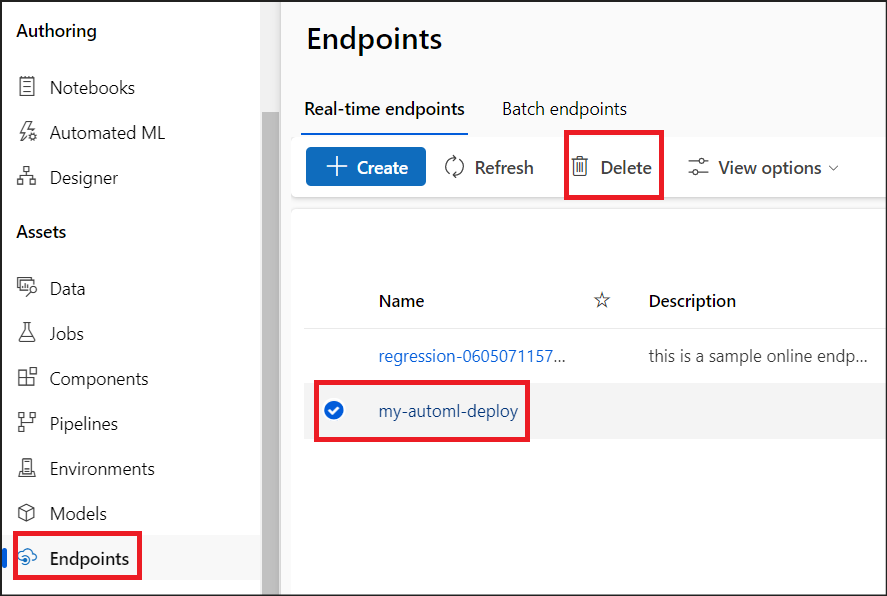 Authoring
Notebooks
Automated ML
Designer
Assets
Data
Jobs
Components
Pipelines
Environments
Models
Endpoints
Endpoints
Real-time endpoints Batch endpoints
Create Refresh Delete View options
Name Description
regression-0605071157... this is a sample online endp...
my-automl-deploy